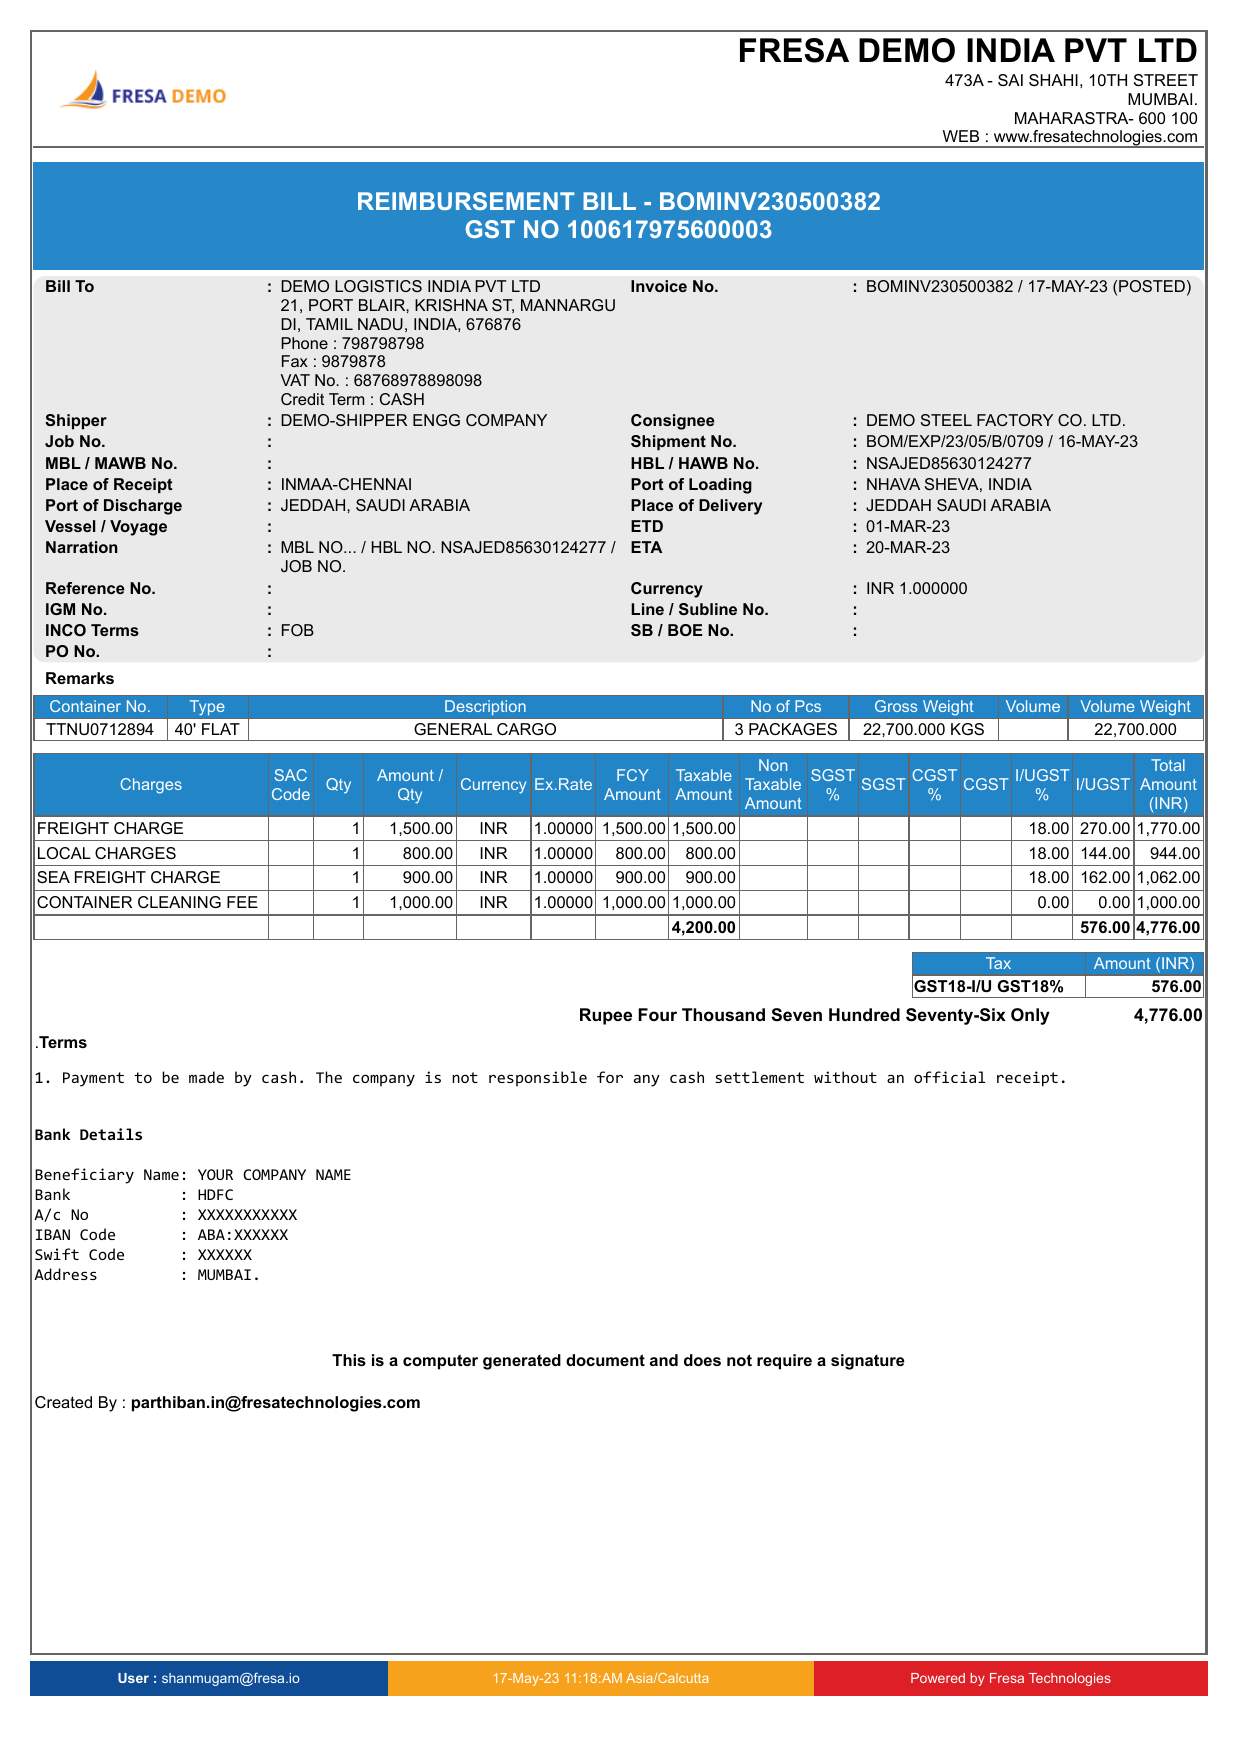 FRESA DEMO
FRESA DEMO INDIA PVT LTD
473A - SAI SHAHI, 10TH STREET
MUMBAI.
MAHARASTRA- 600 100
WEB : www.fresatechnologies.com
REIMBURSEMENT BILL - BOMINV230500382
GST NO 100617975600003
Bill To : DEMO LOGISTICS INDIA PVT LTD Invoice No. : BOMINV230500382 / 17-MAY-23 (POSTED)
21, PORT BLAIR, KRISHNA ST, MANNARGU
DI, TAMIL NADU, INDIA, 676876
Phone : 798798798
Fax : 9879878
VAT No. : 68768978898098
Credit Term : CASH
Shipper : DEMO-SHIPPER ENGG COMPANY Consignee : DEMO STEEL FACTORY CO. LTD.
Job No. : Shipment No. : BOM/EXP/23/05/B/0709 / 16-MAY-23
MBL / MAWB No. : HBL / HAWB No. : NSAJED85630124277
Place of Receipt : INMAA-CHENNAI Port of Loading : NHAVA SHEVA, INDIA
Port of Discharge : JEDDAH, SAUDI ARABIA Place of Delivery : JEDDAH SAUDI ARABIA
Vessel / Voyage : ETD : 01-MAR-23
Narration : MBL NO... / HBL NO. NSAJED85630124277 / ETA : 20-MAR-23
JOB NO.
Reference No. : Currency : INR 1.000000
IGM No. : Line / Subline No. :
INCO Terms : FOB SB / BOE No. :
PO No. :
Remarks
Container No. Type Description No of Pcs Gross Weight Volume Volume Weight
TTNU0712894 40' FLAT GENERAL CARGO 3 PACKAGES 22,700.000 KGS 22,700.000
Charges SAC Code Qty Amount / Qty Currency Ex.Rate FCY Amount Taxable Amount Non Taxable Amount SGST % SGST CGST % CGST I/UGST % I/UGST Total Amount (INR)
FREIGHT CHARGE 1 1,500.00 INR 1.00000 1,500.00 1,500.00 18.00 270.00 1,770.00
LOCAL CHARGES 1 800.00 INR 1.00000 800.00 800.00 18.00 144.00 944.00
SEA FREIGHT CHARGE 1 900.00 INR 1.00000 900.00 900.00 18.00 162.00 1,062.00
CONTAINER CLEANING FEE 1 1,000.00 INR 1.00000 1,000.00 1,000.00 0.00 0.00 1,000.00
4,200.00 576.00 4,776.00
Tax Amount (INR)
GST18-I/U GST18% 576.00
Rupee Four Thousand Seven Hundred Seventy-Six Only 4,776.00
.Terms
1. Payment to be made by cash. The company is not responsible for any cash settlement without an official receipt.
Bank Details
Beneficiary Name: YOUR COMPANY NAME
Bank : HDFC
A/c No : XXXXXXXXXXX
IBAN Code : ABA:XXXXXX
Swift Code : XXXXXX
Address : MUMBAI.
This is a computer generated document and does not require a signature
Created By : parthiban.in@fresatechnologies.com
User : shanmugam@fresa.io 17-May-23 11:18:AM Asia/Calcutta Powered by Fresa Technologies